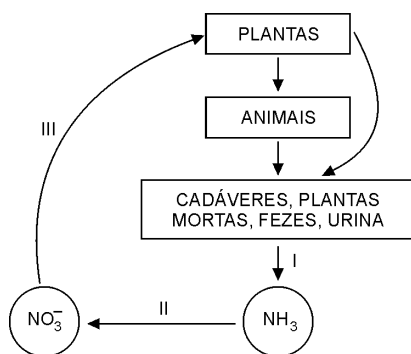 PLANTAS
III
ANIMAIS
CADÁVERES, PLANTAS
MORTAS, FEZES, URINA
I
II
NO₃⁻
NH₃